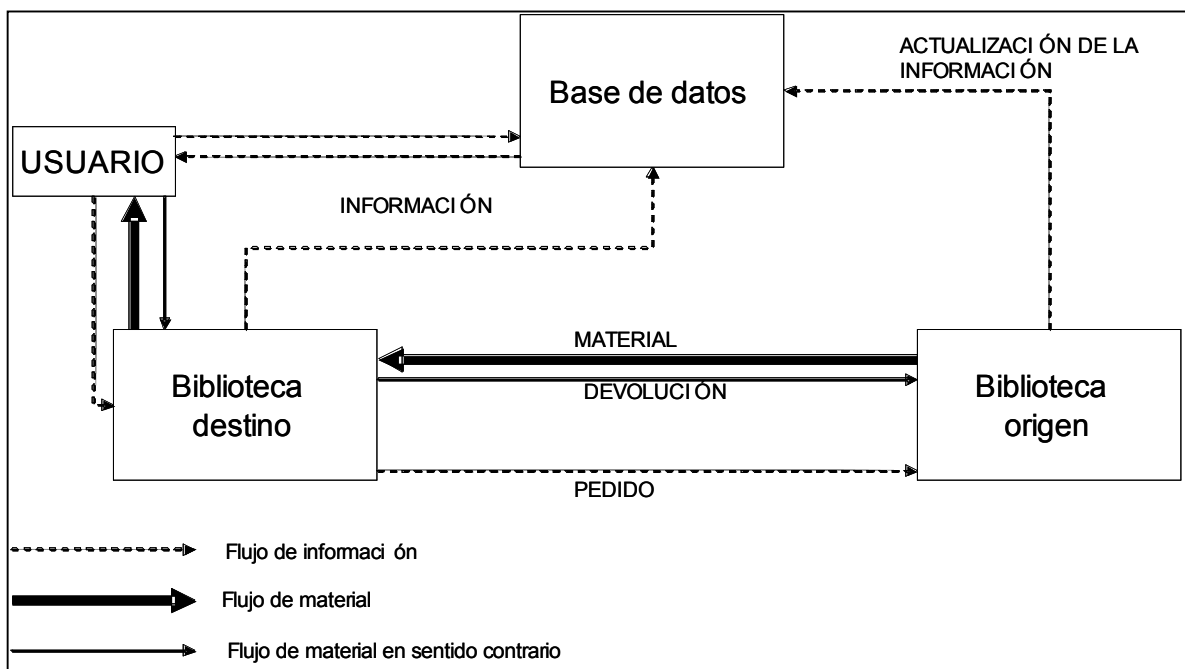 ACTUALIZACI ÓN DE LA
INFORMACI ÓN
Base de datos
USUARIO
INFORMACI ÓN
MATERIAL
Biblioteca
destino
DEVOLUCI ÓN
Biblioteca
origen
PEDIDO
Flujo de informaci ón
Flujo de material
Flujo de material en sentido contrario